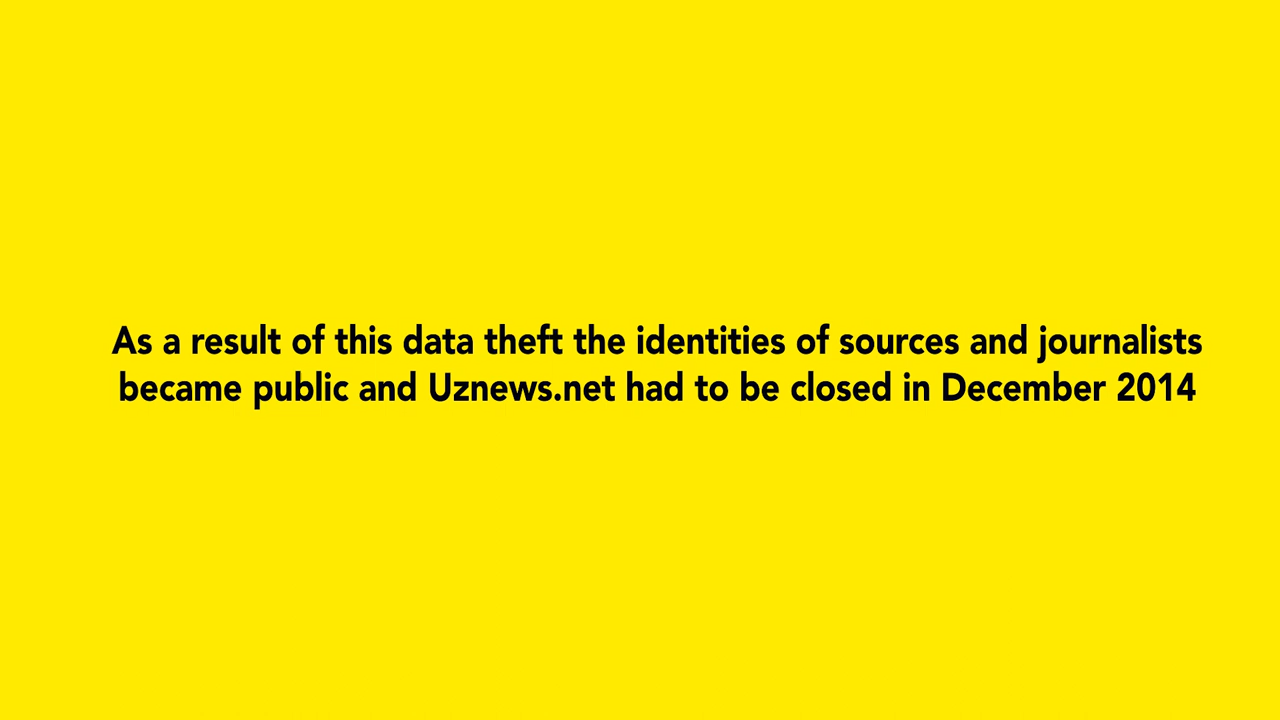 As a result of this data theft the identities of sources and journalists
became public and Uznews.net had to be closed in December 2014